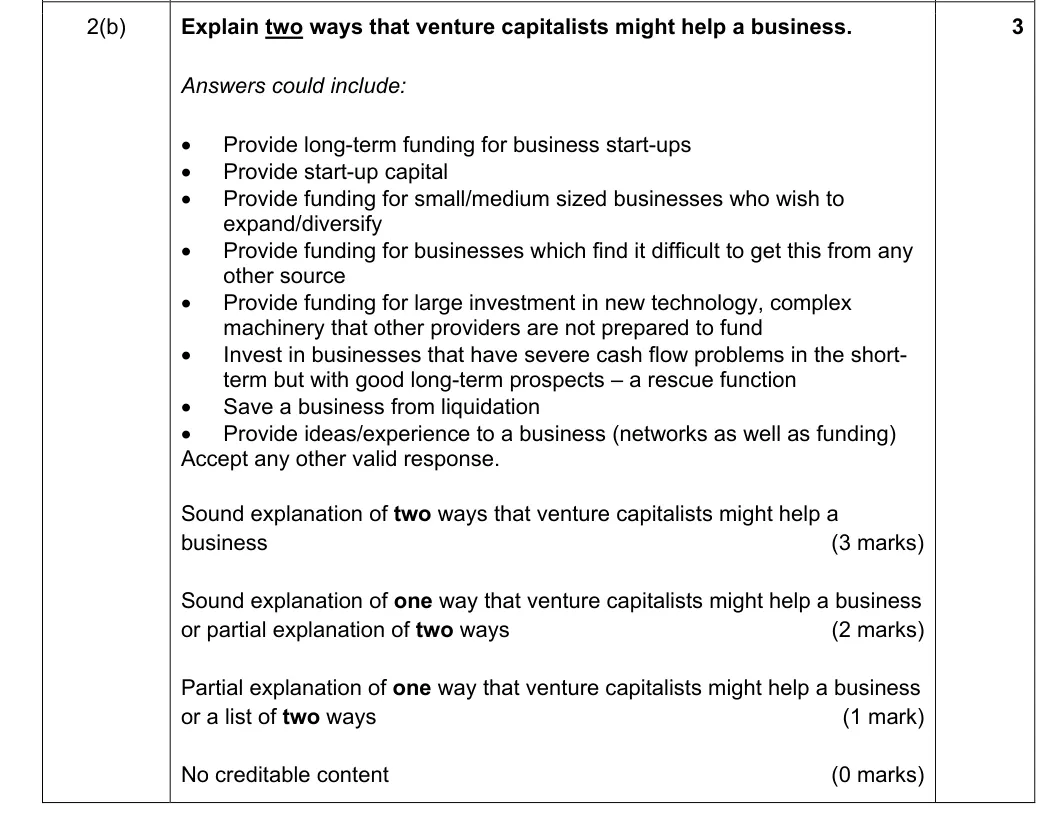 2(b) Explain two ways that venture capitalists might help a business. 3
Answers could include:
• Provide long-term funding for business start-ups
• Provide start-up capital
• Provide funding for small/medium sized businesses who wish to
expand/diversify
• Provide funding for businesses which find it difficult to get this from any
other source
• Provide funding for large investment in new technology, complex
machinery that other providers are not prepared to fund
• Invest in businesses that have severe cash flow problems in the short-
term but with good long-term prospects – a rescue function
• Save a business from liquidation
• Provide ideas/experience to a business (networks as well as funding)
Accept any other valid response.
Sound explanation of two ways that venture capitalists might help a
business (3 marks)
Sound explanation of one way that venture capitalists might help a business
or partial explanation of two ways (2 marks)
Partial explanation of one way that venture capitalists might help a business
or a list of two ways (1 mark)
No creditable content (0 marks)